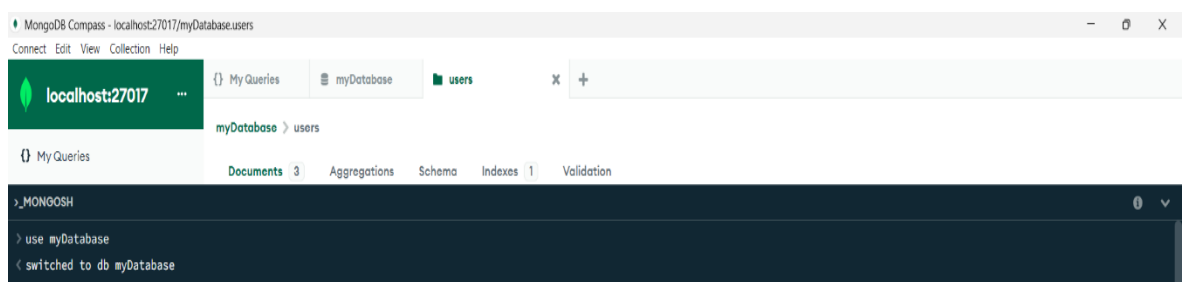 MongoDB Compass - localhost:27017/myDatabase.users
Connect Edit View Collection Help
localhost:27017 ...
{} My Queries myDatabase users
myDatabase > users
{} My Queries
Documents 3 Aggregations Schema Indexes 1 Validation
>_MONGOSH
> use myDatabase
< switched to db myDatabase